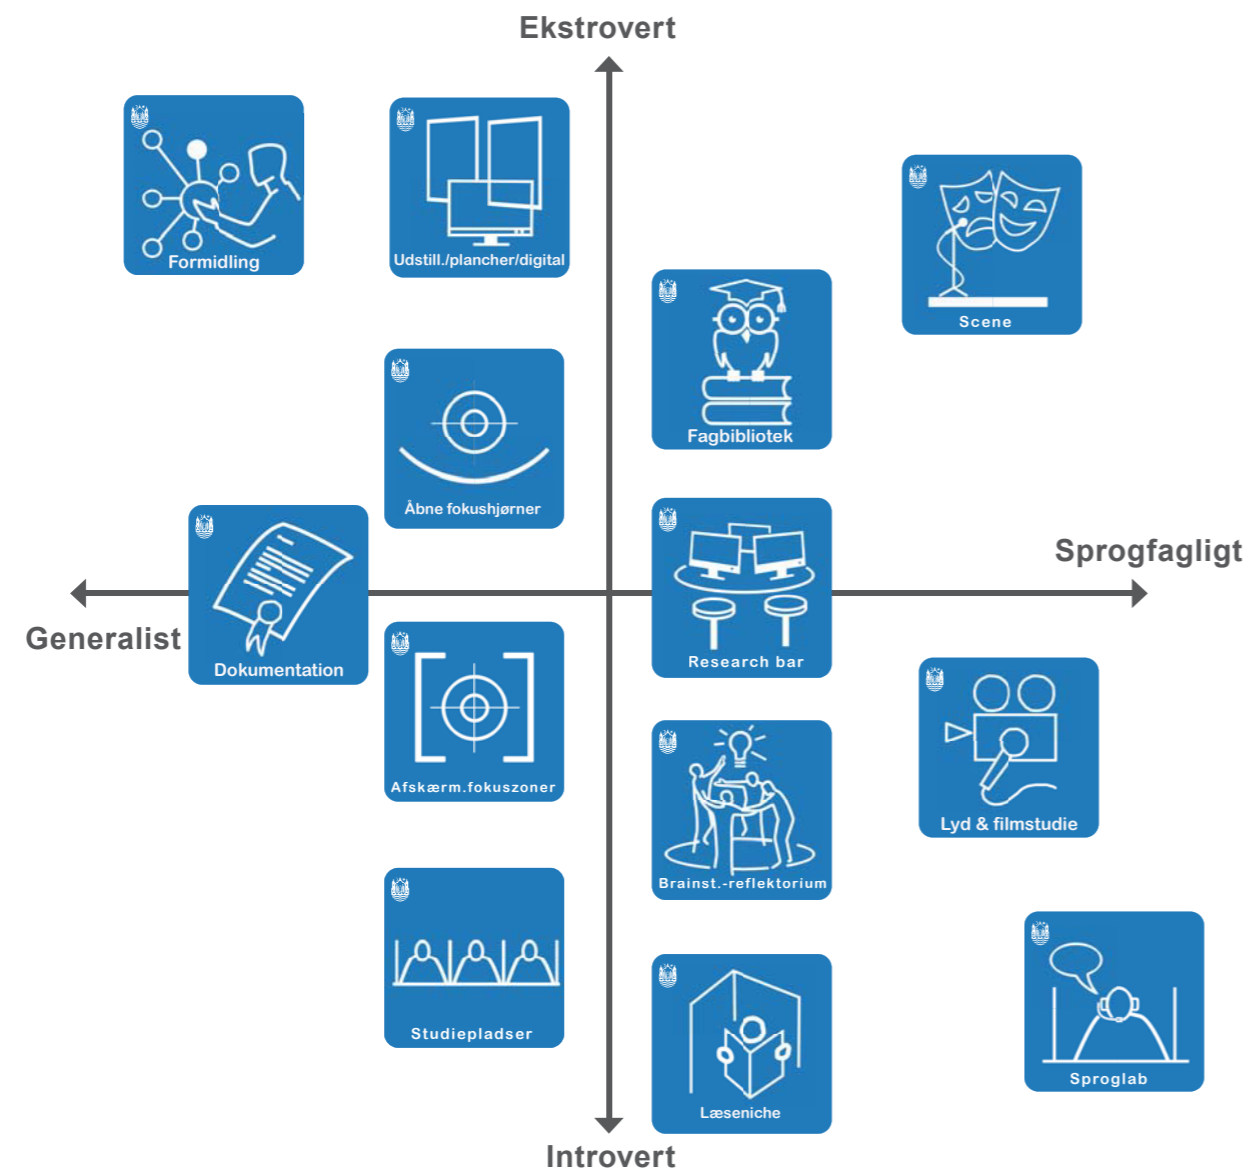 Ekstrovert
Formidling
Udstill./plancher/digital
Scene
Fagbibliotek
Åbne fokushjørner
Sprogfagligt
Generalist
Dokumentation
Research bar
Afskærm.fokuszoner
Lyd & filmstudie
Brainst.-reflektorium
Studiepladser
Sproglab
Læseniche
Introvert